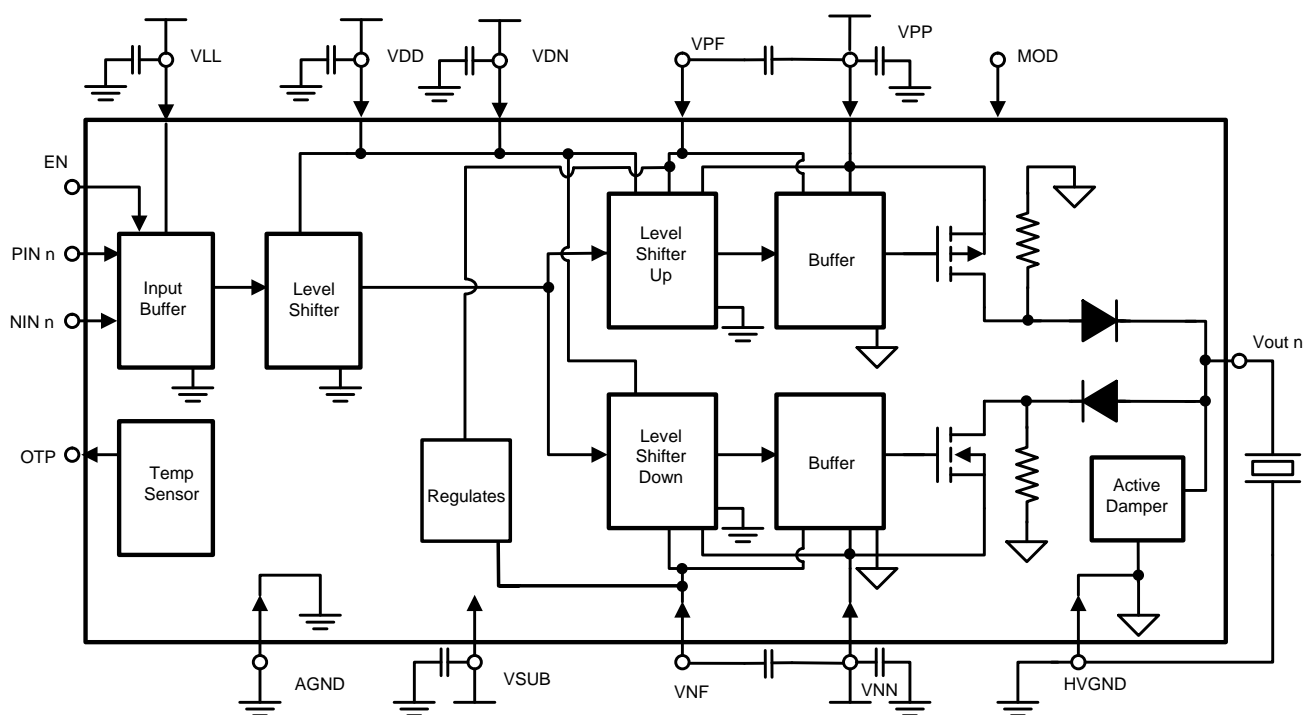 VLL
VDD
VDN
VPF
VPP
MOD
EN
PIN n
NIN n
OTP
Input
Buffer
Level
Shifter
Level
Shifter
Up
Buffer
Vout n
Temp
Sensor
Regulates
Level
Shifter
Down
Buffer
Active
Damper
AGND
VSUB
VNF
VNN
HVGND